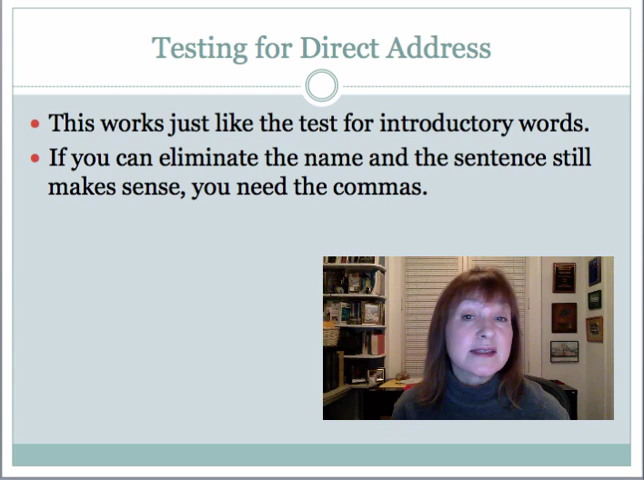 Testing for Direct Address
• This works just like the test for introductory words.
• If you can eliminate the name and the sentence still
makes sense, you need the commas.